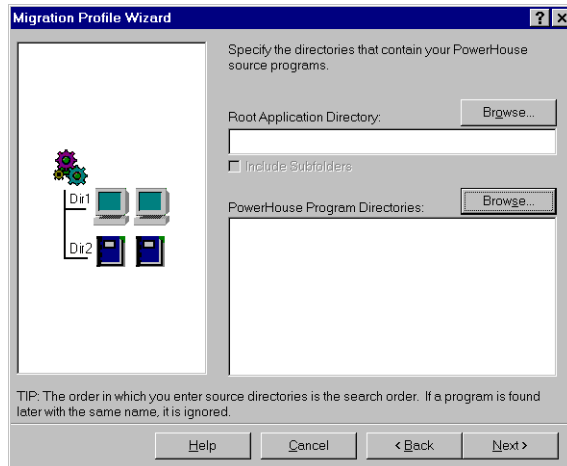 Migration Profile Wizard
Specify the directories that contain your PowerHouse
source programs.
Root Application Directory:
Browse...
Include Subfolders
Dir1
Dir2
PowerHouse Program Directories:
Browse...
TIP: The order in which you enter source directories is the search order. If a program is found
later with the same name, it is ignored.
Help
Cancel
< Back
Next >